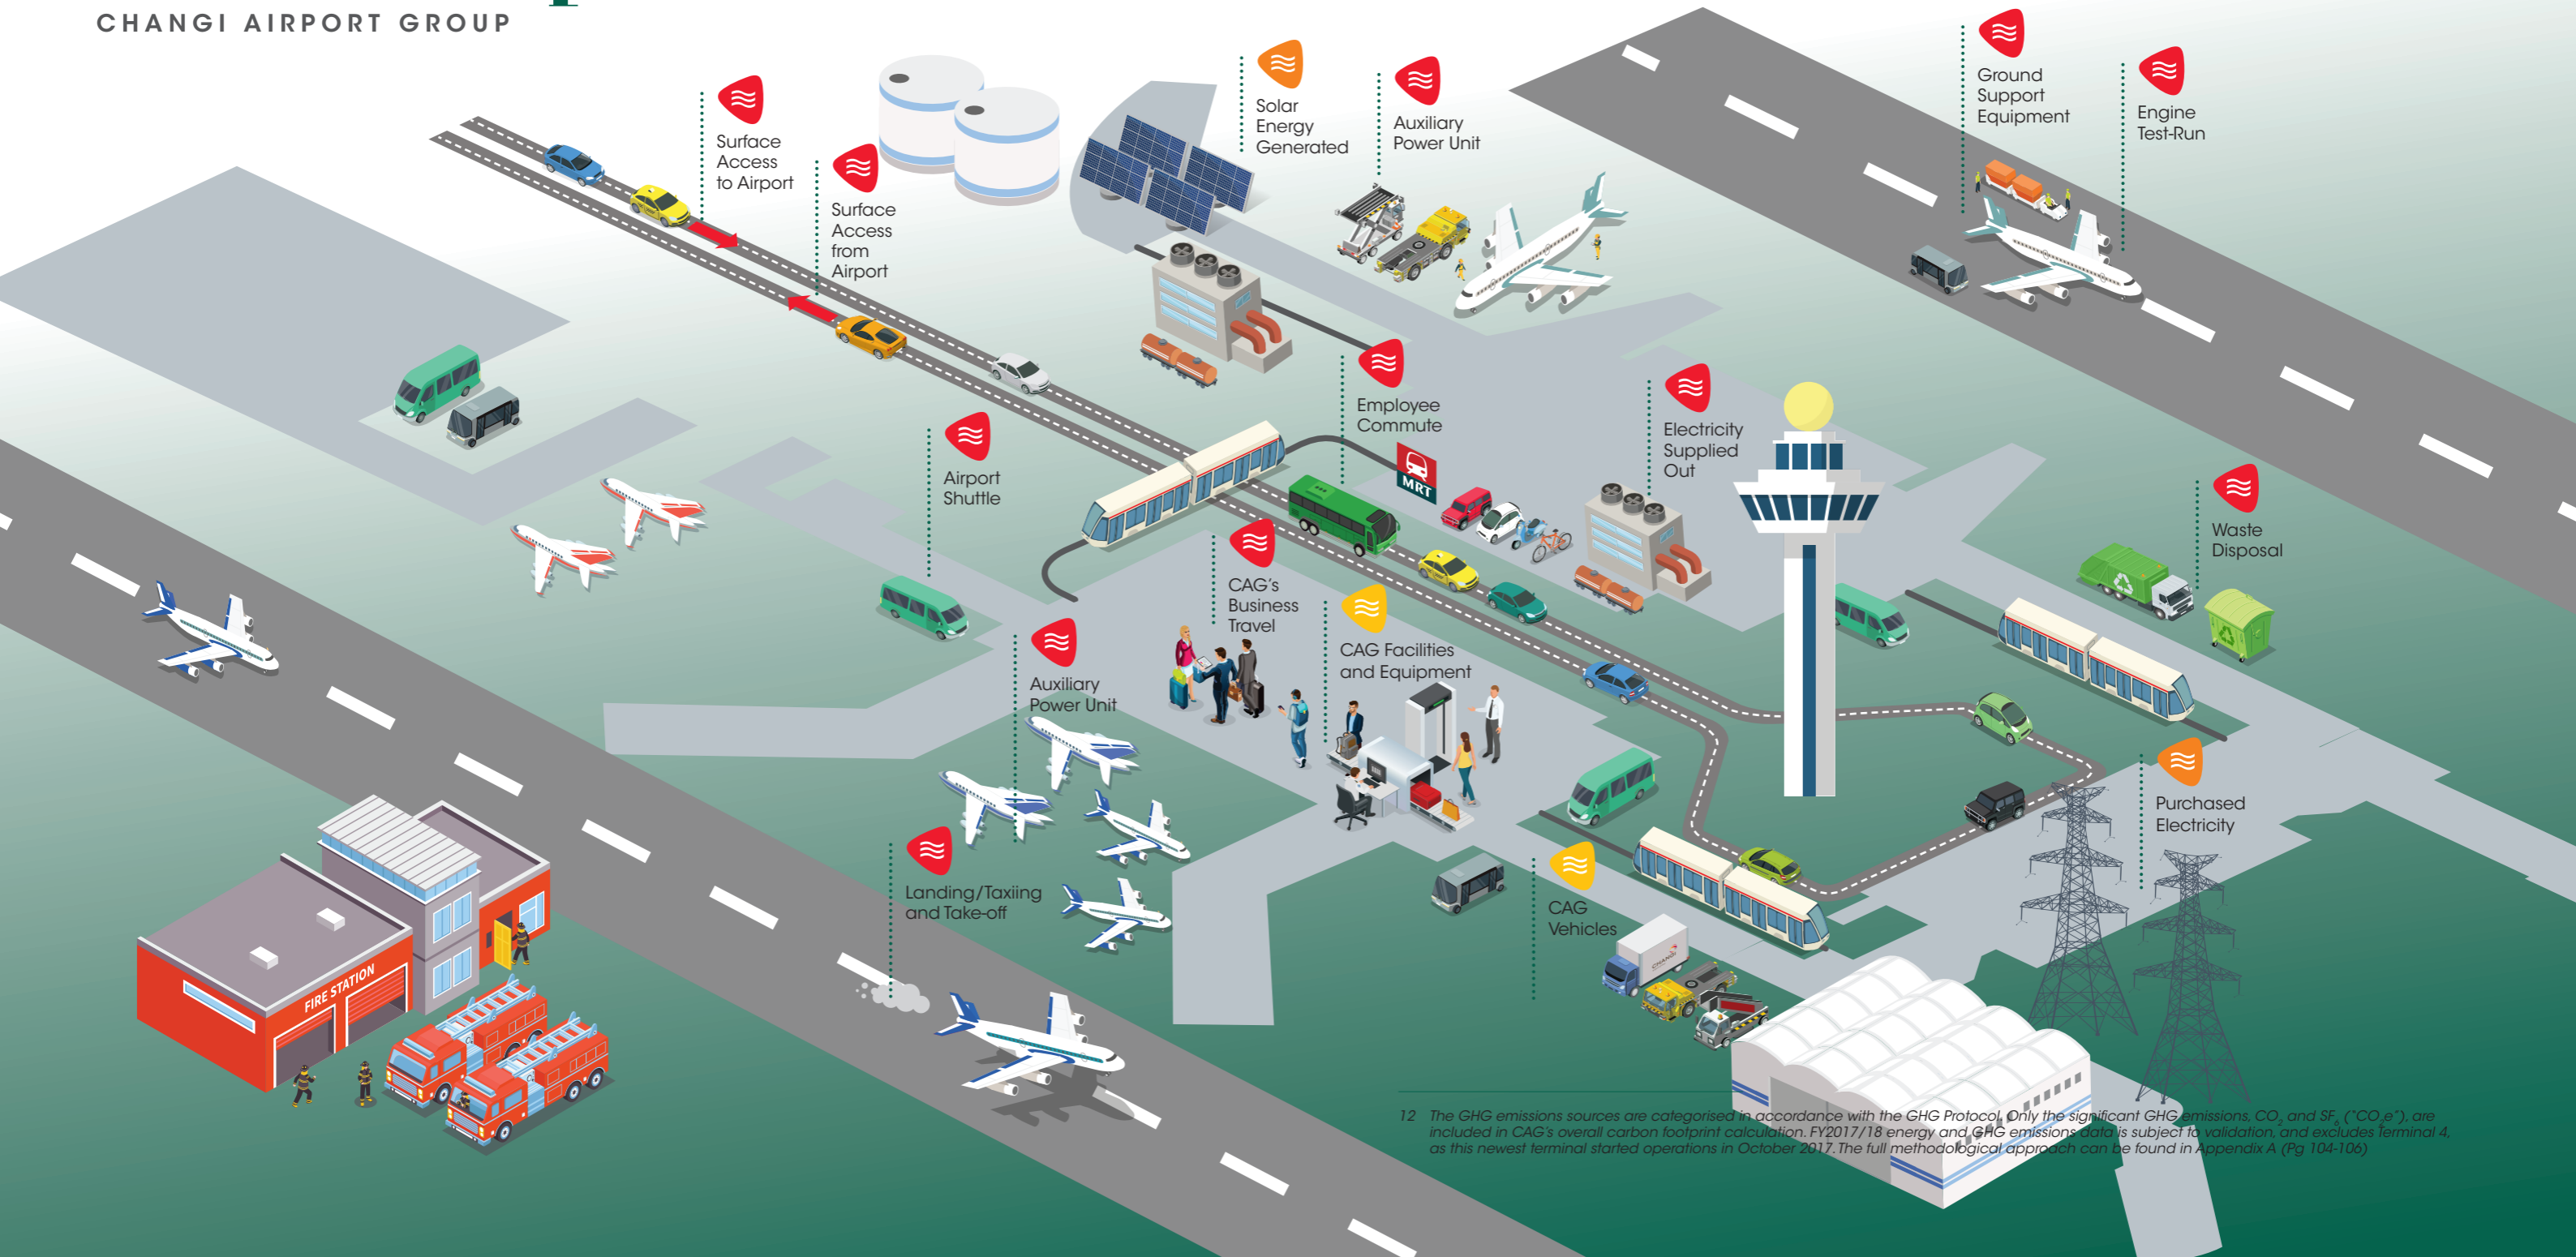 CHANGI AIRPORT GROUP
Surface
Access
to Airport
Surface
Access
from
Airport
Solar
Energy
Generated
Auxiliary
Power Unit
Ground
Support
Equipment
Engine
Test-Run
Employee
Commute
MRT
Electricity
Supplied
Out
Airport
Shuttle
Waste
Disposal
CAG's
Business
Travel
CAG Facilities
and Equipment
Auxiliary
Power Unit
Purchased
Electricity
Landing/Taxiing
and Take-off
CAG
Vehicles
CHANGI
FIRE STATION
12 The GHG emissions sources are categorised in accordance with the GHG Protocol. Only the significant GHG emissions, CO₂ and SF₆ ("CO₂e"), are
included in CAG's overall carbon footprint calculation. FY2017/18 energy and GHG emissions data is subject to validation, and excludes Terminal 4,
as this newest terminal started operations in October 2017. The full methodological approach can be found in Appendix A (Pg 104-106)